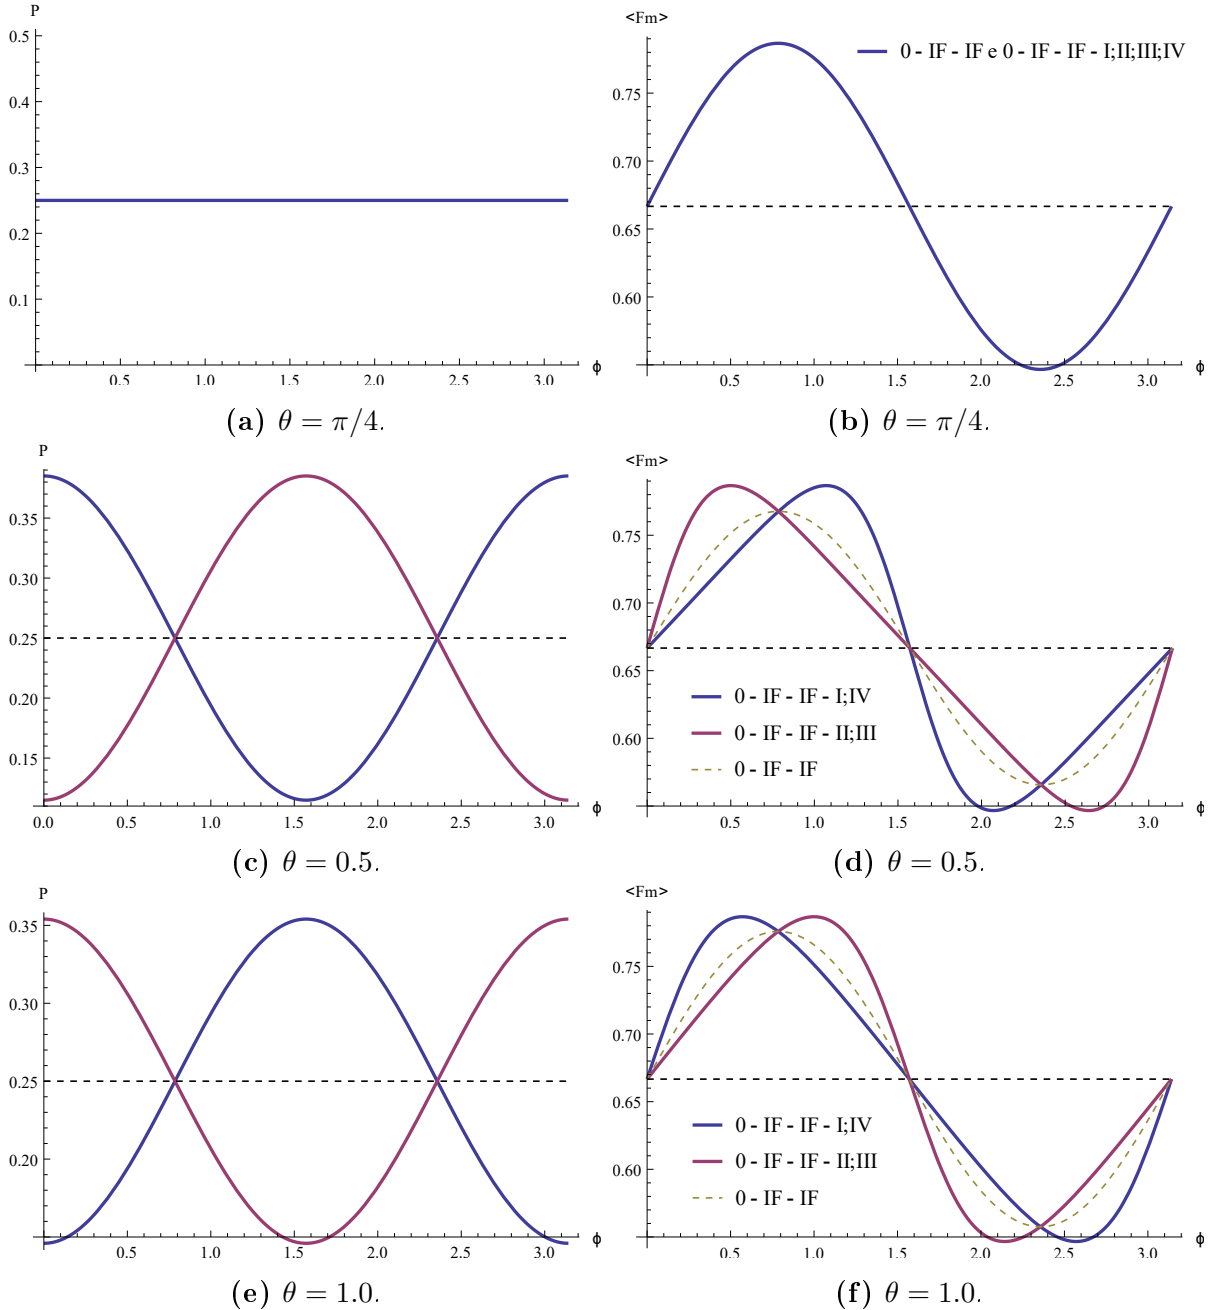 P
0.5
0.4
0.3
0.2
0.1
0.5 1.0 1.5 2.0 2.5 3.0 ϕ
(a) θ = π/4.
<Fm>
0 - IF - IF e 0 - IF - IF - I;II;III;IV
0.75
0.70
0.65
0.60
0.5 1.0 1.5 2.0 2.5 3.0 ϕ
(b) θ = π/4.
P
0.35
0.30
0.25
0.20
0.15
0.0 0.5 1.0 1.5 2.0 2.5 3.0 ϕ
(c) θ = 0.5.
<Fm>
0.75
0.70
0.65
0.60
0 - IF - IF - I;IV
0 - IF - IF - II;III
0 - IF - IF
0.5 1.0 1.5 2.0 2.5 3.0 ϕ
(d) θ = 0.5.
P
0.35
0.30
0.25
0.20
0.5 1.0 1.5 2.0 2.5 3.0 ϕ
(e) θ = 1.0.
<Fm>
0.75
0.70
0.65
0.60
0 - IF - IF - I;IV
0 - IF - IF - II;III
0 - IF - IF
0.5 1.0 1.5 2.0 2.5 3.0 ϕ
(f) θ = 1.0.